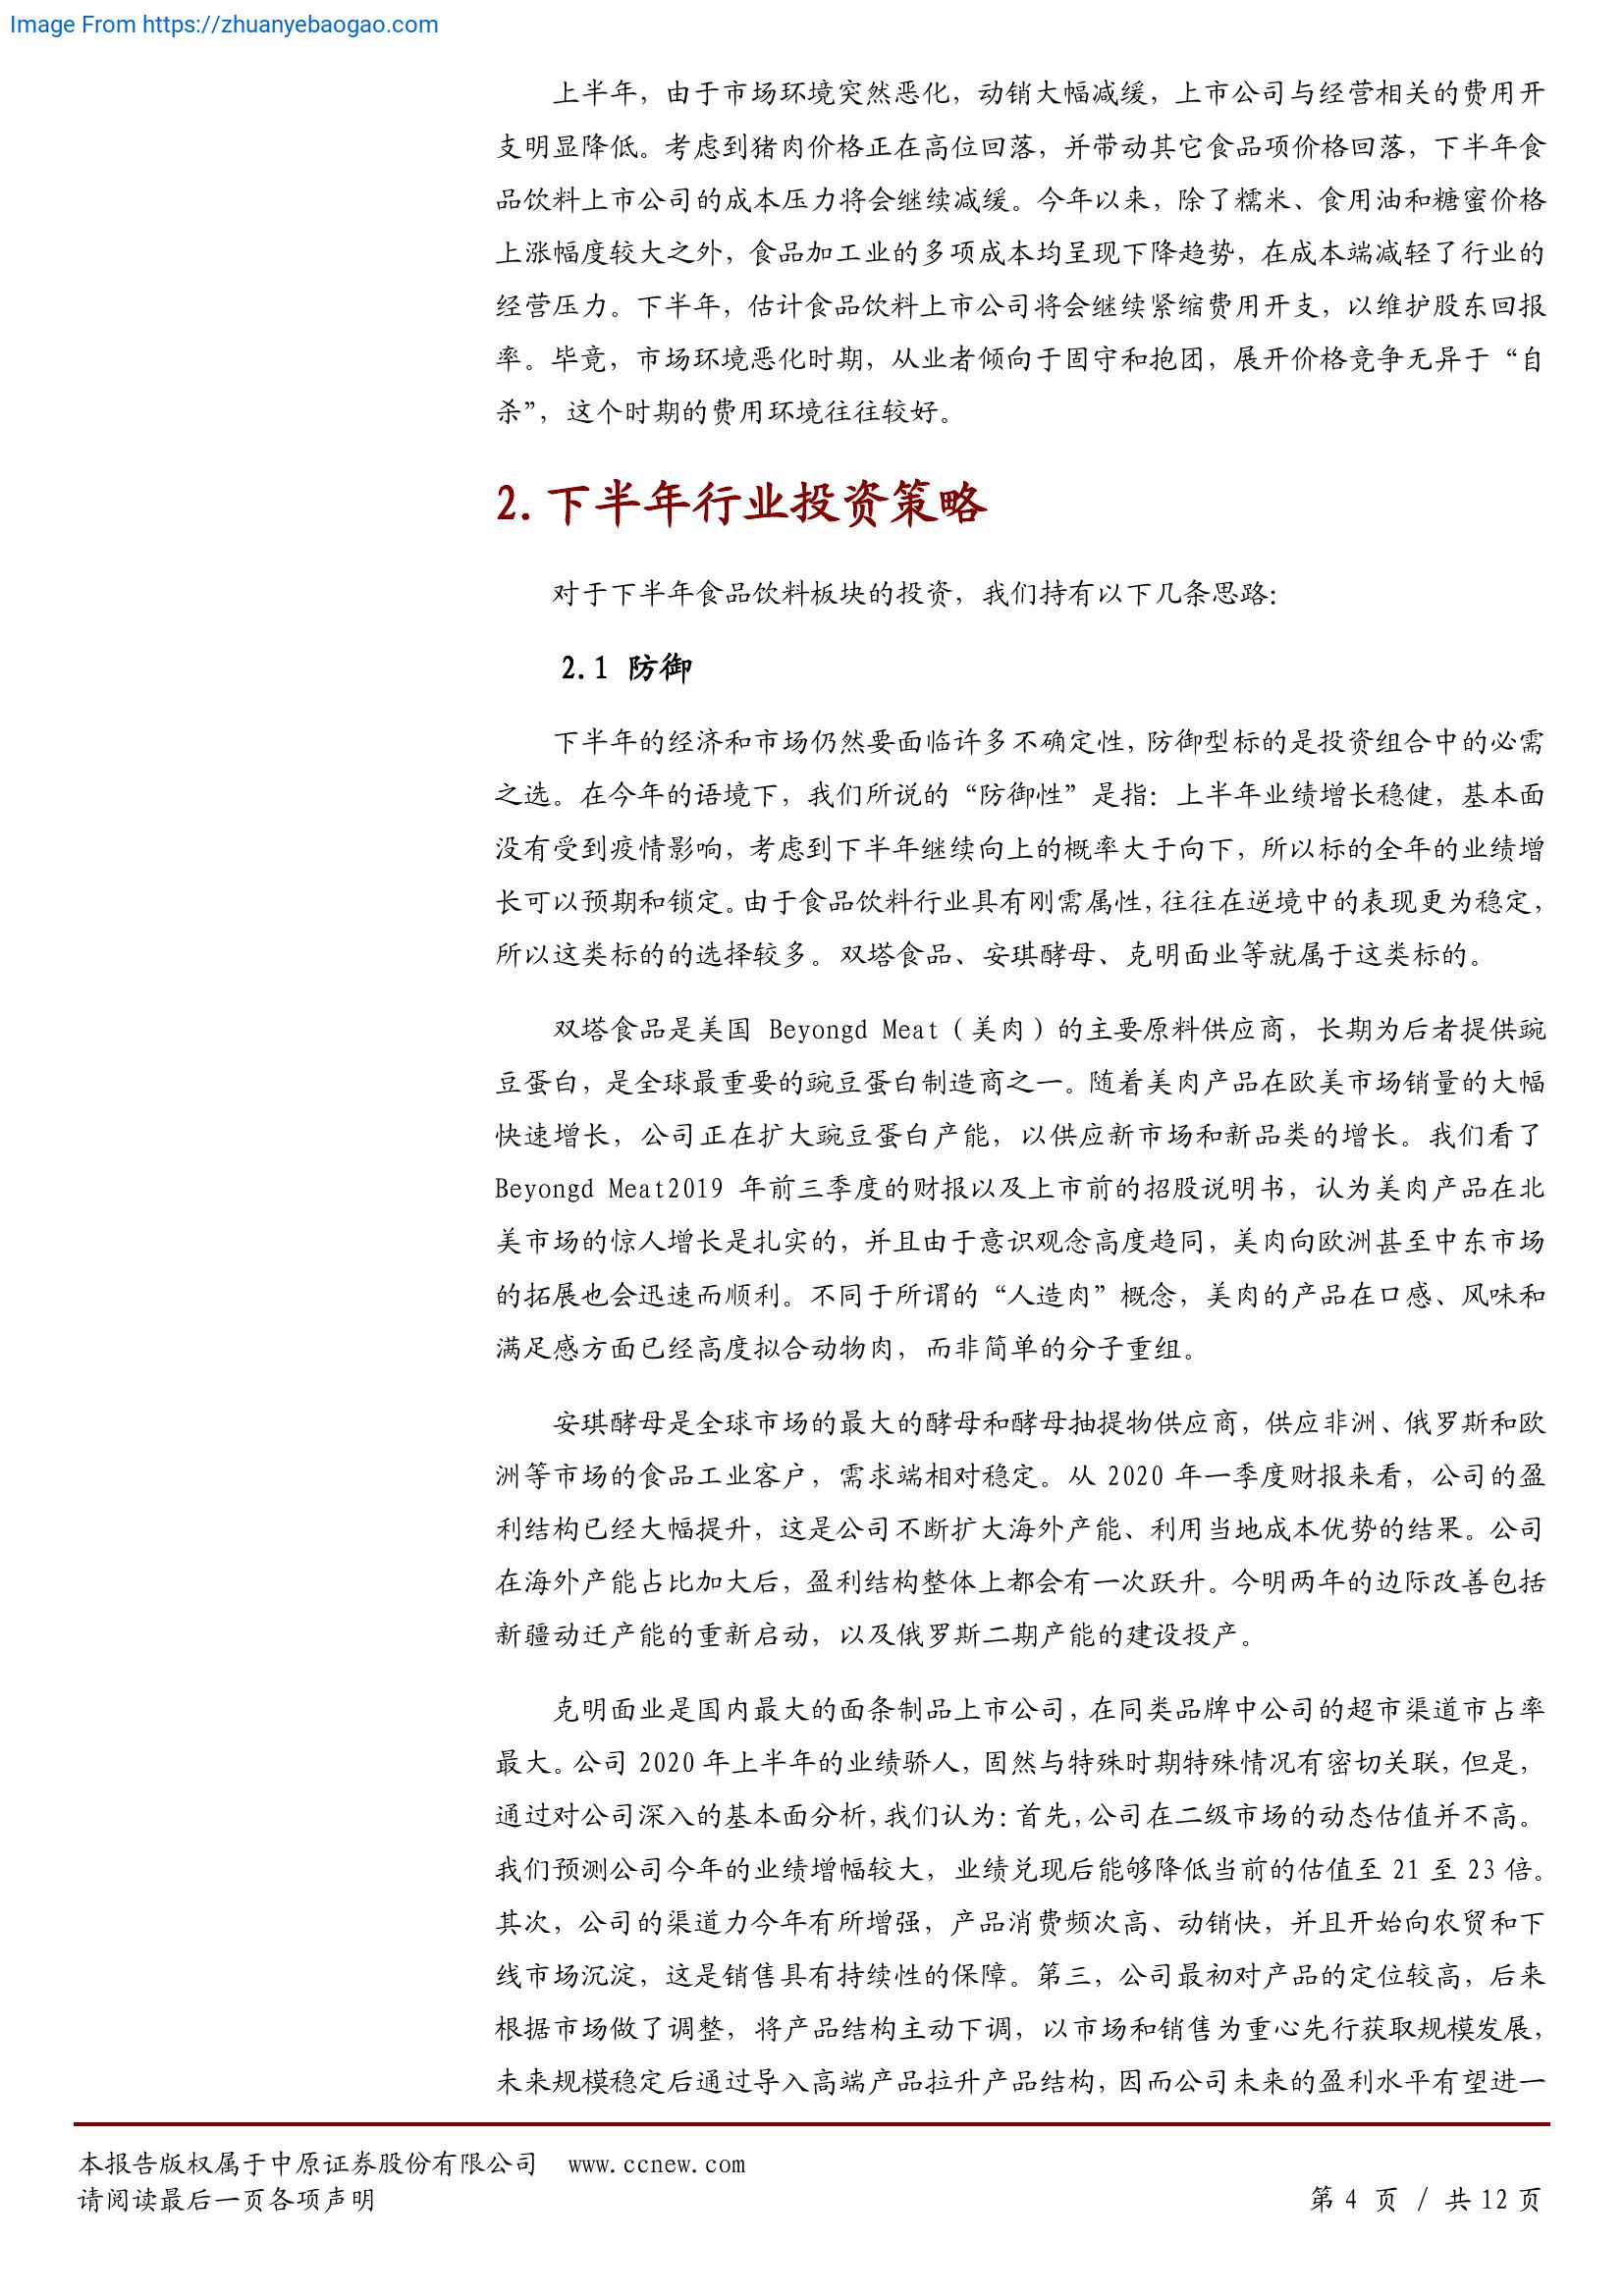 Image From https://zhuanyebaogao.com
上半年，由于市场环境突然恶化，动销大幅减缓，上市公司与经营相关的费用开
支明显降低。考虑到猪肉价格正在高位回落，并带动其它食品项价格回落，下半年食
品饮料上市公司的成本压力将会继续减缓。今年以来，除了糯米、食用油和糖蜜价格
上涨幅度较大之外，食品加工业的多项成本均呈现下降趋势，在成本端减轻了行业的
经营压力。下半年，估计食品饮料上市公司将会继续紧缩费用开支，以维护股东回报
率。毕竟，市场环境恶化时期，从业者倾向于固守和抱团，展开价格竞争无异于“自
杀”，这个时期的费用环境往往较好。
2. 下半年行业投资策略
对于下半年食品饮料板块的投资，我们持有以下几条思路：
2.1 防御
下半年的经济和市场仍然要面临许多不确定性，防御型标的是投资组合中的必需
之选。在今年的语境下，我们所说的“防御性”是指：上半年业绩增长稳健，基本面
没有受到疫情影响，考虑到下半年继续向上的概率大于向下，所以标的全年的业绩增
长可以预期和锁定。由于食品饮料行业具有刚需属性，往往在逆境中的表现更为稳定，
所以这类标的的选择较多。双塔食品、安琪酵母、克明面业等就属于这类标的。
双塔食品是美国 Beyongd Meat（美肉）的主要原料供应商，长期为后者提供豌
豆蛋白，是全球最重要的豌豆蛋白制造商之一。随着美肉产品在欧美市场销量的大幅
快速增长，公司正在扩大豌豆蛋白产能，以供应新市场和新品类的增长。我们看了
Beyongd Meat2019 年前三季度的财报以及上市前的招股说明书，认为美肉产品在北
美市场的惊人增长是扎实的，并且由于意识观念高度趋同，美肉向欧洲甚至中东市场
的拓展也会迅速而顺利。不同于所谓的“人造肉”概念，美肉的产品在口感、风味和
满足感方面已经高度拟合动物肉，而非简单的分子重组。
安琪酵母是全球市场的最大的酵母和酵母抽提物供应商，供应非洲、俄罗斯和欧
洲等市场的食品工业客户，需求端相对稳定。从 2020 年一季度财报来看，公司的盈
利结构已经大幅提升，这是公司不断扩大海外产能、利用当地成本优势的结果。公司
在海外产能占比加大后，盈利结构整体上都会有一次跃升。今明两年的边际改善包括
新疆动迁产能的重新启动，以及俄罗斯二期产能的建设投产。
克明面业是国内最大的面条制品上市公司，在同类品牌中公司的超市渠道市占率
最大。公司 2020 年上半年的业绩骄人，固然与特殊时期特殊情况有密切关联，但是，
通过对公司深入的基本面分析，我们认为：首先，公司在二级市场的动态估值并不高。
我们预测公司今年的业绩增幅较大，业绩兑现后能够降低当前的估值至 21 至 23 倍。
其次，公司的渠道力今年有所增强，产品消费频次高、动销快，并且开始向农贸和下
线市场沉淀，这是销售具有持续性的保障。第三，公司最初对产品的定位较高，后来
根据市场做了调整，将产品结构主动下调，以市场和销售为重心先行获取规模发展，
未来规模稳定后通过导入高端产品拉升产品结构，因而公司未来的盈利水平有望进一
本报告版权属于中原证券股份有限公司 www.ccnew.com
请阅读最后一页各项声明
第 4 页 / 共 12 页